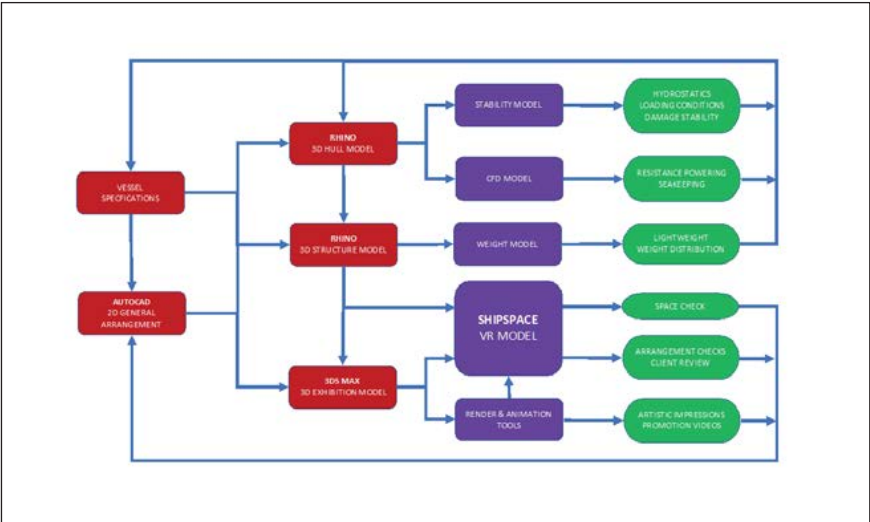 STABILITY MODEL
HYDROSTATICS
LOADING CONDITIONS
DAMAGE STABILITY
RHINO
3D HULL MODEL
CFD MODEL
RESISTANCE POWERING
SEAKEEPING
VESSEL
SPECFICATIONS
RHINO
3D STRUCTURE MODEL
WEIGHT MODEL
LIGHTWEIGHT
WEIGHT DISTRIBUTION
AUTOCAD
2D GENERAL
ARRANGEMENT
SHIPSPACE
VR MODEL
SPACE CHECK
ARRANGEMENT CHECKS
CLIENT REVIEW
3DS MAX
3D EXHIBITION MODEL
RENDER & ANIMATION
TOOLS
ARTISTIC IMPRESSIONS
PROMOTION VIDEOS